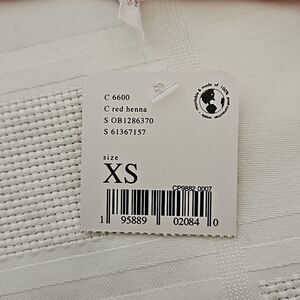 C 6600
C red henna
S OB1286370
S 61367157
size
XS
CP9882 0007
1 95889 02084 0